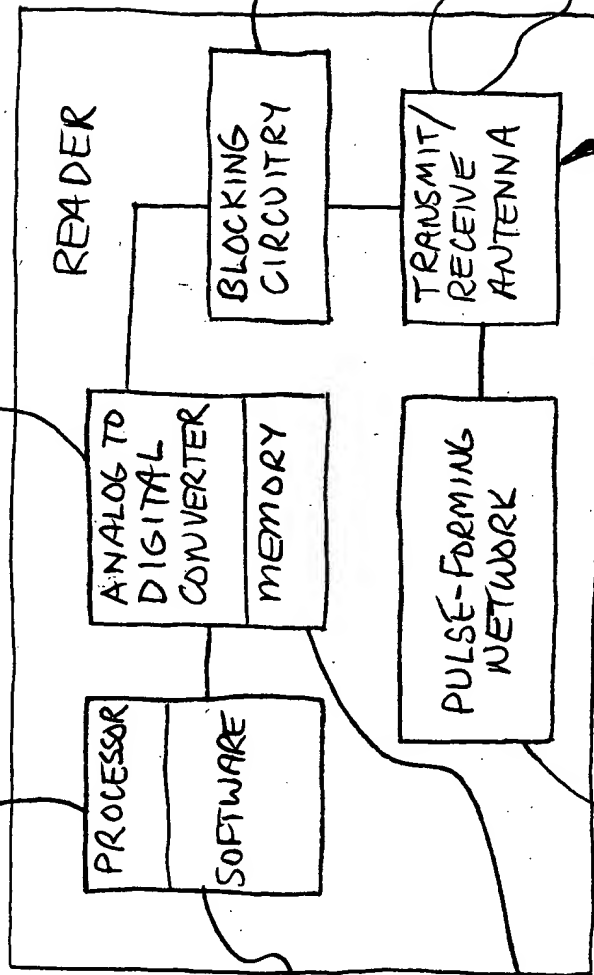 READER
PROCESSOR
SOFTWARE
ANALOG TO
DIGITAL
CONVERTER
MEMORY
BLOCKING
CIRCUITRY
PULSE-FORMING
NETWORK
TRANSMIT/
RECEIVE
ANTENNA